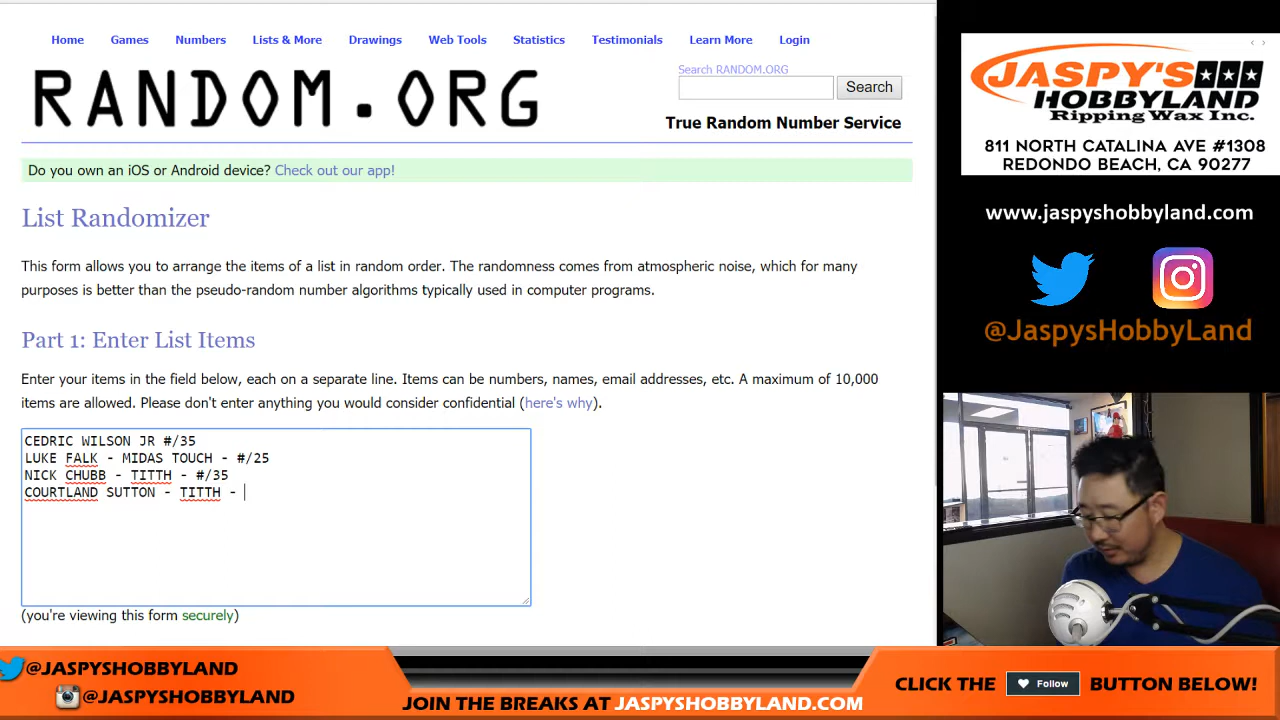 Home Games Numbers Lists & More Drawings Web Tools Statistics Testimonials Learn More Login
RANDOM.ORG
Search RANDOM.ORG
Search
True Random Number Service
Do you own an iOS or Android device? Check out our app!
List Randomizer
This form allows you to arrange the items of a list in random order. The randomness comes from atmospheric noise, which for many
purposes is better than the pseudo-random number algorithms typically used in computer programs.
Part 1: Enter List Items
Enter your items in the field below, each on a separate line. Items can be numbers, names, email addresses, etc. A maximum of 10,000
items are allowed. Please don't enter anything you would consider confidential (here's why).
CEDRIC WILSON JR #/35
LUKE FALK - MIDAS TOUCH - #/25
NICK CHUBB - TITTH - #/35
COURTLAND SUTTON - TITTH -
(you're viewing this form securely)
JASPY'S
HOBBYLAND
Ripping Wax Inc.
811 NORTH CATALINA AVE #1308
REDONDO BEACH, CA 90277
www.jaspyshobbyland.com
@JaspysHobbyLand
@JASPYSHOBBYLAND
@JASPYSHOBBYLAND
JOIN THE BREAKS AT JASPYSHOBBYLAND.COM
CLICK THE Follow BUTTON BELOW!